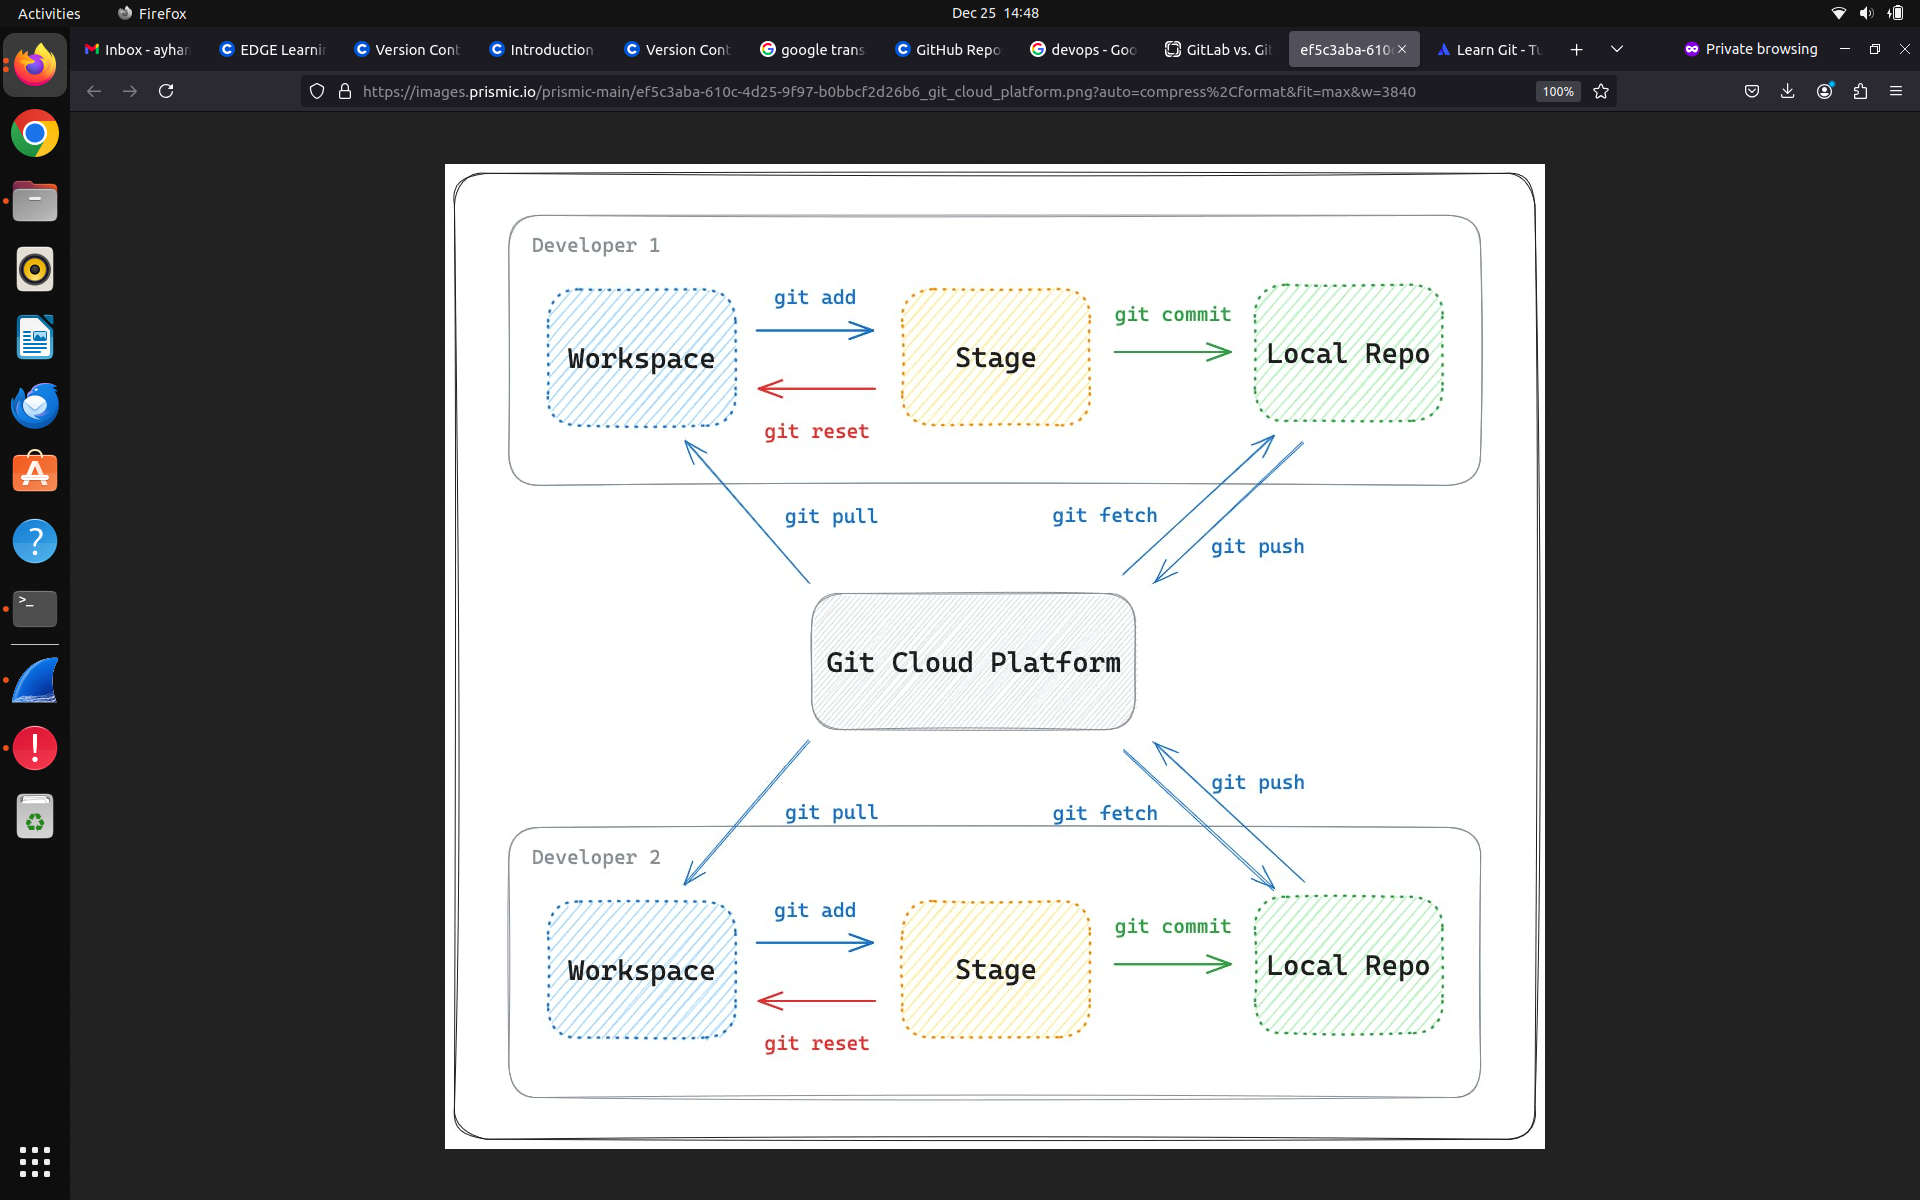 Activities
Firefox
Dec 25 14:48
Inbox - ayhan
EDGE Learnin
Version Cont
Introduction
Version Cont
google trans
GitHub Repo
devops - Goo
GitLab vs. Git
ef5c3aba-610c
Learn Git - Tu
Private browsing
https://images.prismic.io/prismic-main/ef5c3aba-610c-4d25-9f97-b0bbcf2d26b6_git_cloud_platform.png?auto=compress%2Cformat&fit=max&w=3840
100%
Developer 1
git add
git commit
Workspace
Stage
Local Repo
git reset
git pull
git fetch
git push
Git Cloud Platform
git push
git pull
git fetch
Developer 2
git add
git commit
Workspace
Stage
Local Repo
git reset